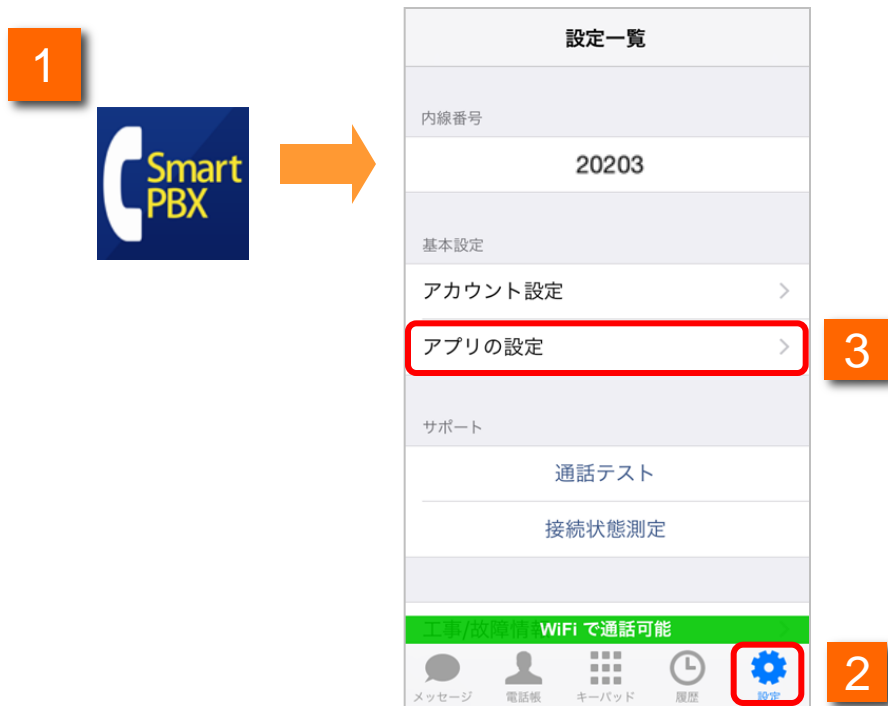 1
Smart
PBX
設定一覧
内線番号
20203
基本設定
アカウント設定
アプリの設定
3
サポート
通話テスト
接続状態測定
工事/故障情報
WiFi で通話可能
メッセージ
電話帳
キーパッド
履歴
設定
2